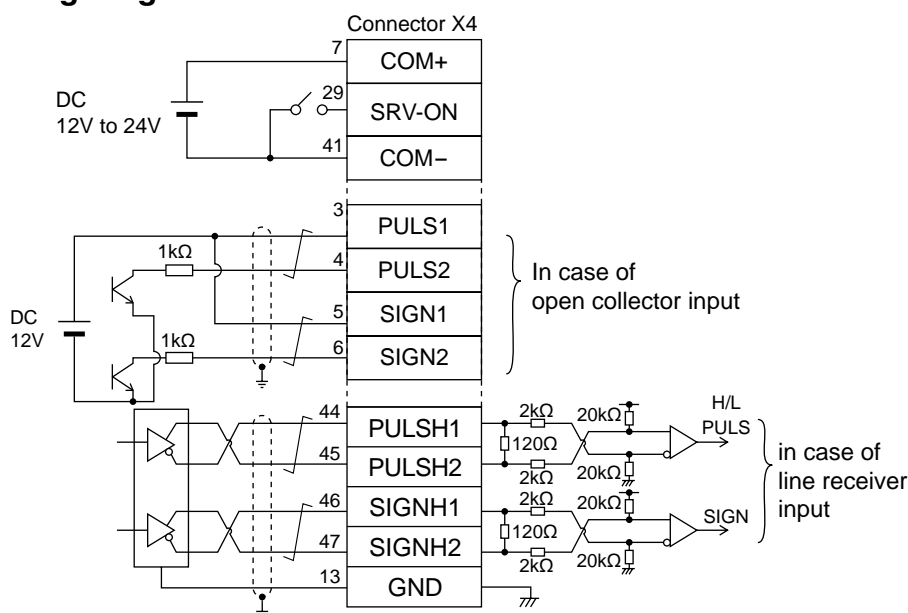 Connector X4
7
COM+
DC
12V to 24V
29
SRV-ON
41
COM−
3
PULS1
1kΩ
4
PULS2
In case of
open collector input
5
SIGN1
DC
12V
1kΩ
6
SIGN2
44
PULSH1
2kΩ
20kΩ
H/L
PULS
120Ω
45
PULSH2
2kΩ
20kΩ
in case of
line receiver
input
46
SIGNH1
2kΩ
20kΩ
SIGN
120Ω
47
SIGNH2
2kΩ
20kΩ
13
GND